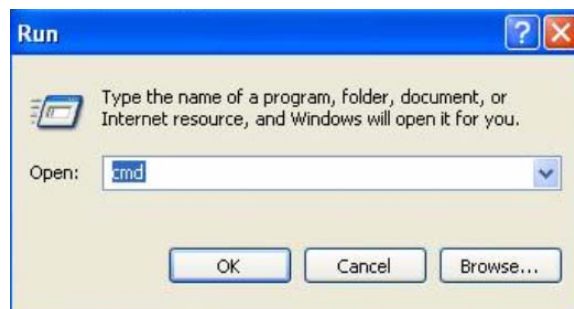 Run
Type the name of a program, folder, document, or
Internet resource, and Windows will open it for you.
Open: cmd
OK Cancel Browse...